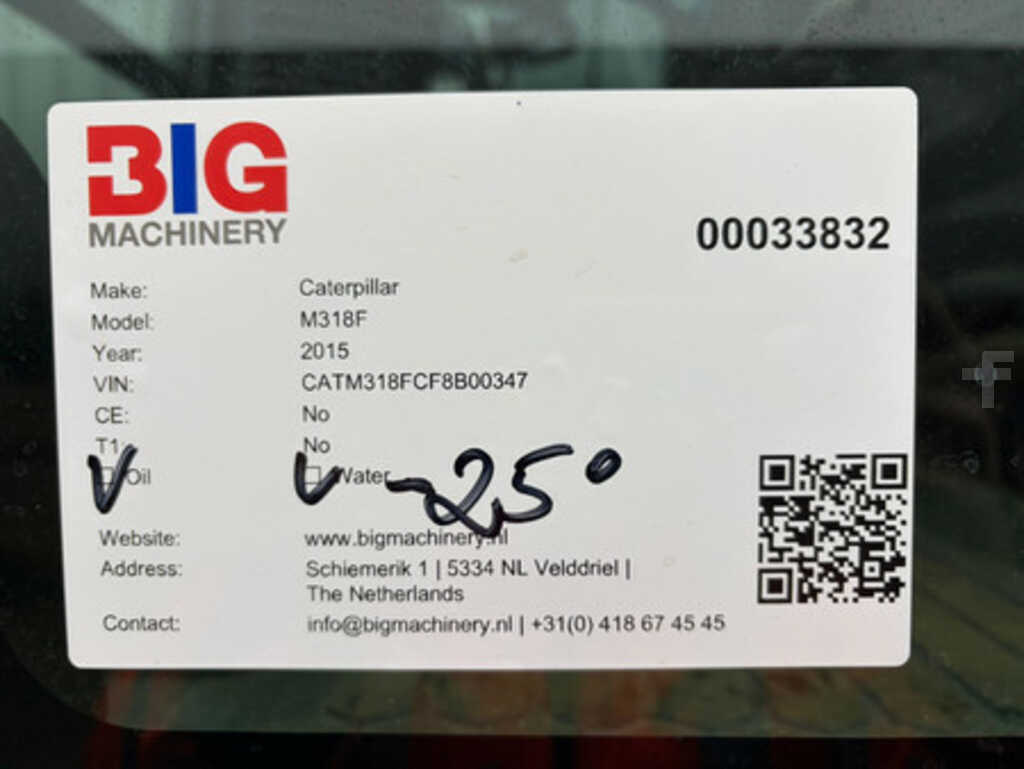 BIG
MACHINERY
00033832
Make: Caterpillar
Model: M318F
Year: 2015
VIN: CATM318FCF8B00347
CE: No
T1: No
V Oil V Water -25°
Website: www.bigmachinery.nl
Address: Schiemerik 1 | 5334 NL Velddriel |
The Netherlands
Contact: info@bigmachinery.nl | +31(0) 418 67 45 45